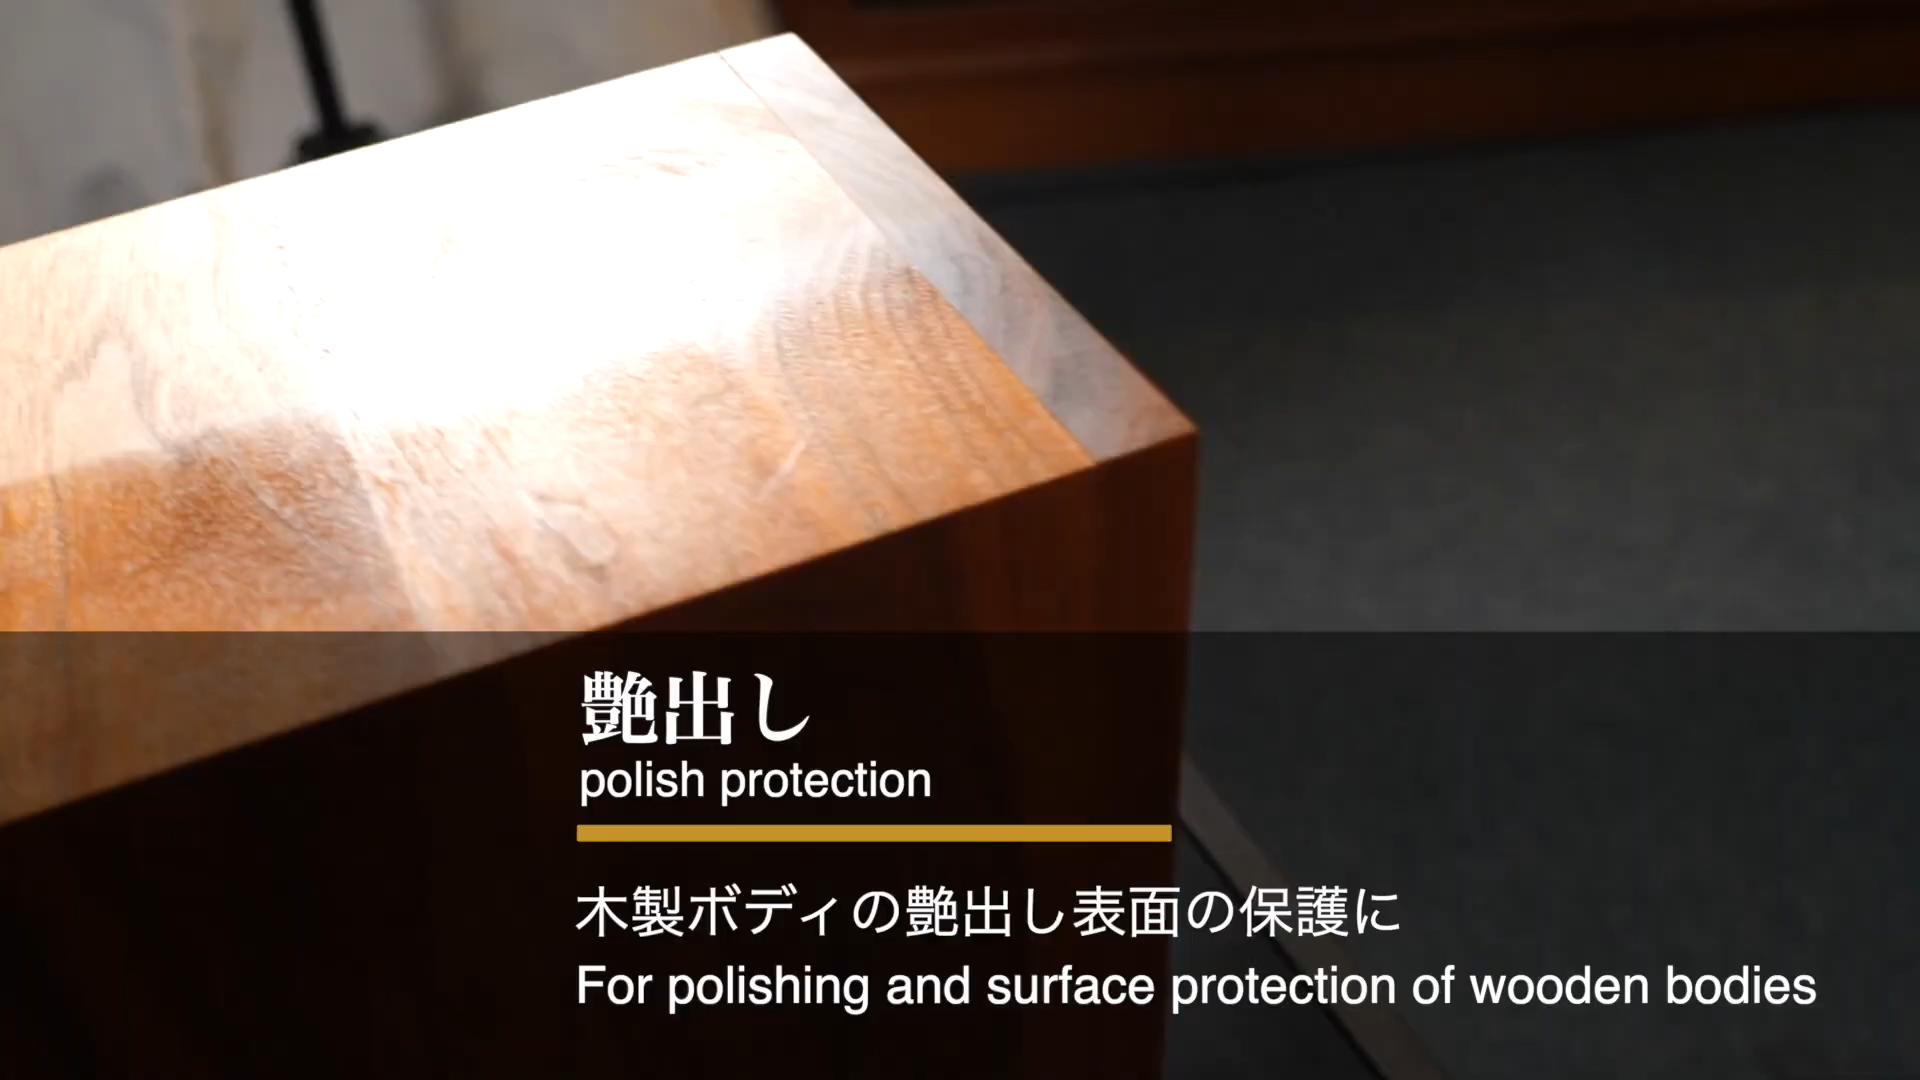 艶出し
polish protection
木製ボディの艶出し表面の保護に
For polishing and surface protection of wooden bodies